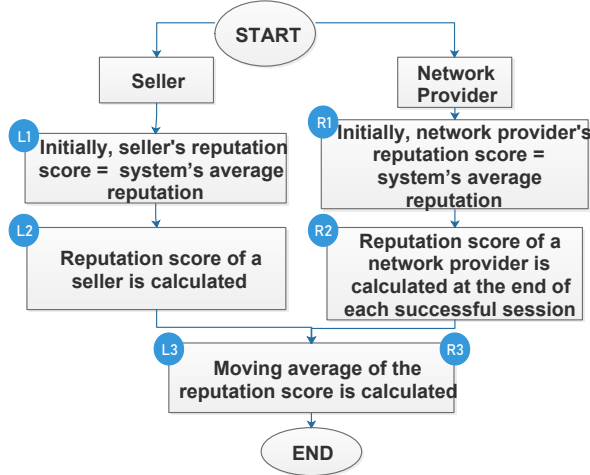 START
Seller
Network
Provider
L1
Initially, seller's reputation
score = system's average
reputation
R1
Initially, network provider's
reputation score =
system's average
reputation
L2
Reputation score of a
seller is calculated
R2
Reputation score of a
network provider is
calculated at the end of
each successful session
L3
R3
Moving average of the
reputation score is calculated
END